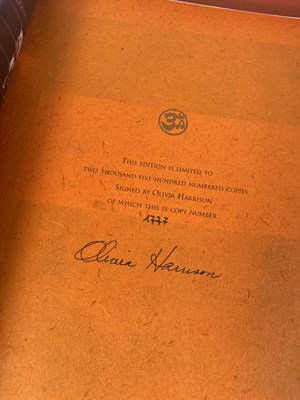 ॐ
This edition is limited to
two thousand five hundred numbered copies
Signed by Olivia Harrison
of which this is copy number
1777
Olivia Harrison